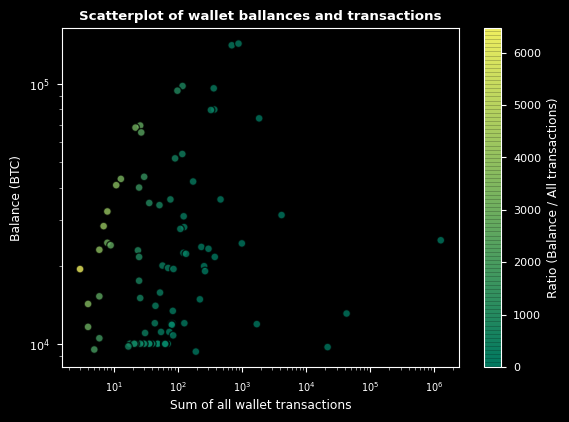 Scatterplot of wallet ballances and transactions
Balance (BTC)
10⁵
10⁴
10¹ 10² 10³ 10⁴ 10⁵ 10⁶
Sum of all wallet transactions
6000
5000
4000
3000
2000
1000
0
Ratio (Balance / All transactions)